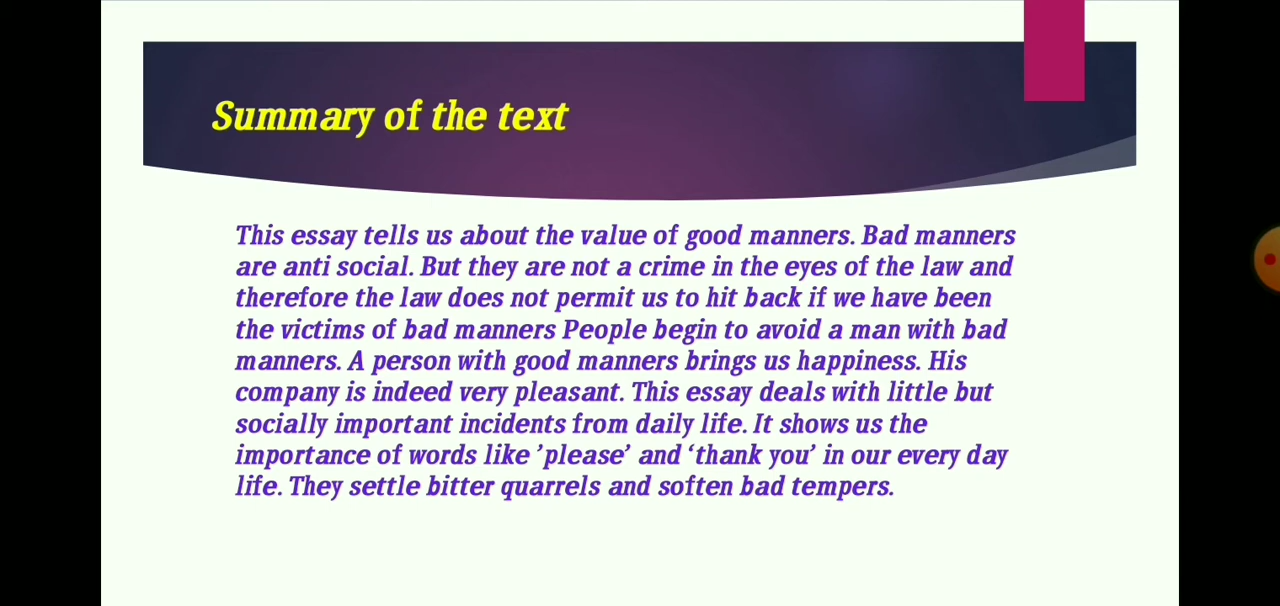 Summary of the text
This essay tells us about the value of good manners. Bad manners
are anti social. But they are not a crime in the eyes of the law and
therefore the law does not permit us to hit back if we have been
the victims of bad manners People begin to avoid a man with bad
manners. A person with good manners brings us happiness. His
company is indeed very pleasant. This essay deals with little but
socially important incidents from daily life. It shows us the
importance of words like ’please’ and ‘thank you’ in our every day
life. They settle bitter quarrels and soften bad tempers.